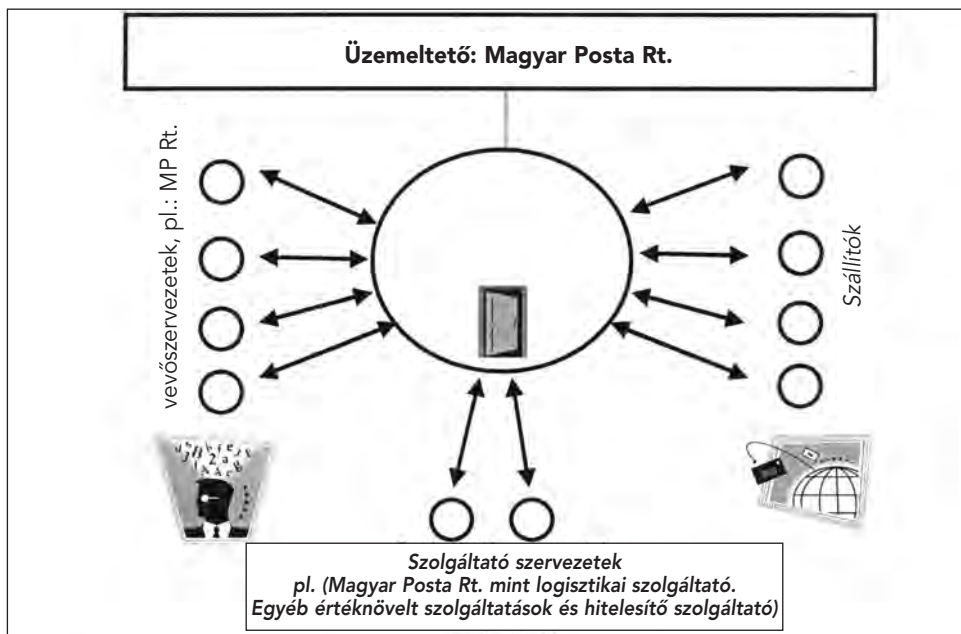 Üzemeltető: Magyar Posta Rt.
vevőszervezetek, pl.: MP Rt.
Szállítók
Szolgáltató szervezetek
pl. (Magyar Posta Rt. mint logisztikai szolgáltató.
Egyéb értéknövelt szolgáltatások és hitelesítő szolgáltató)